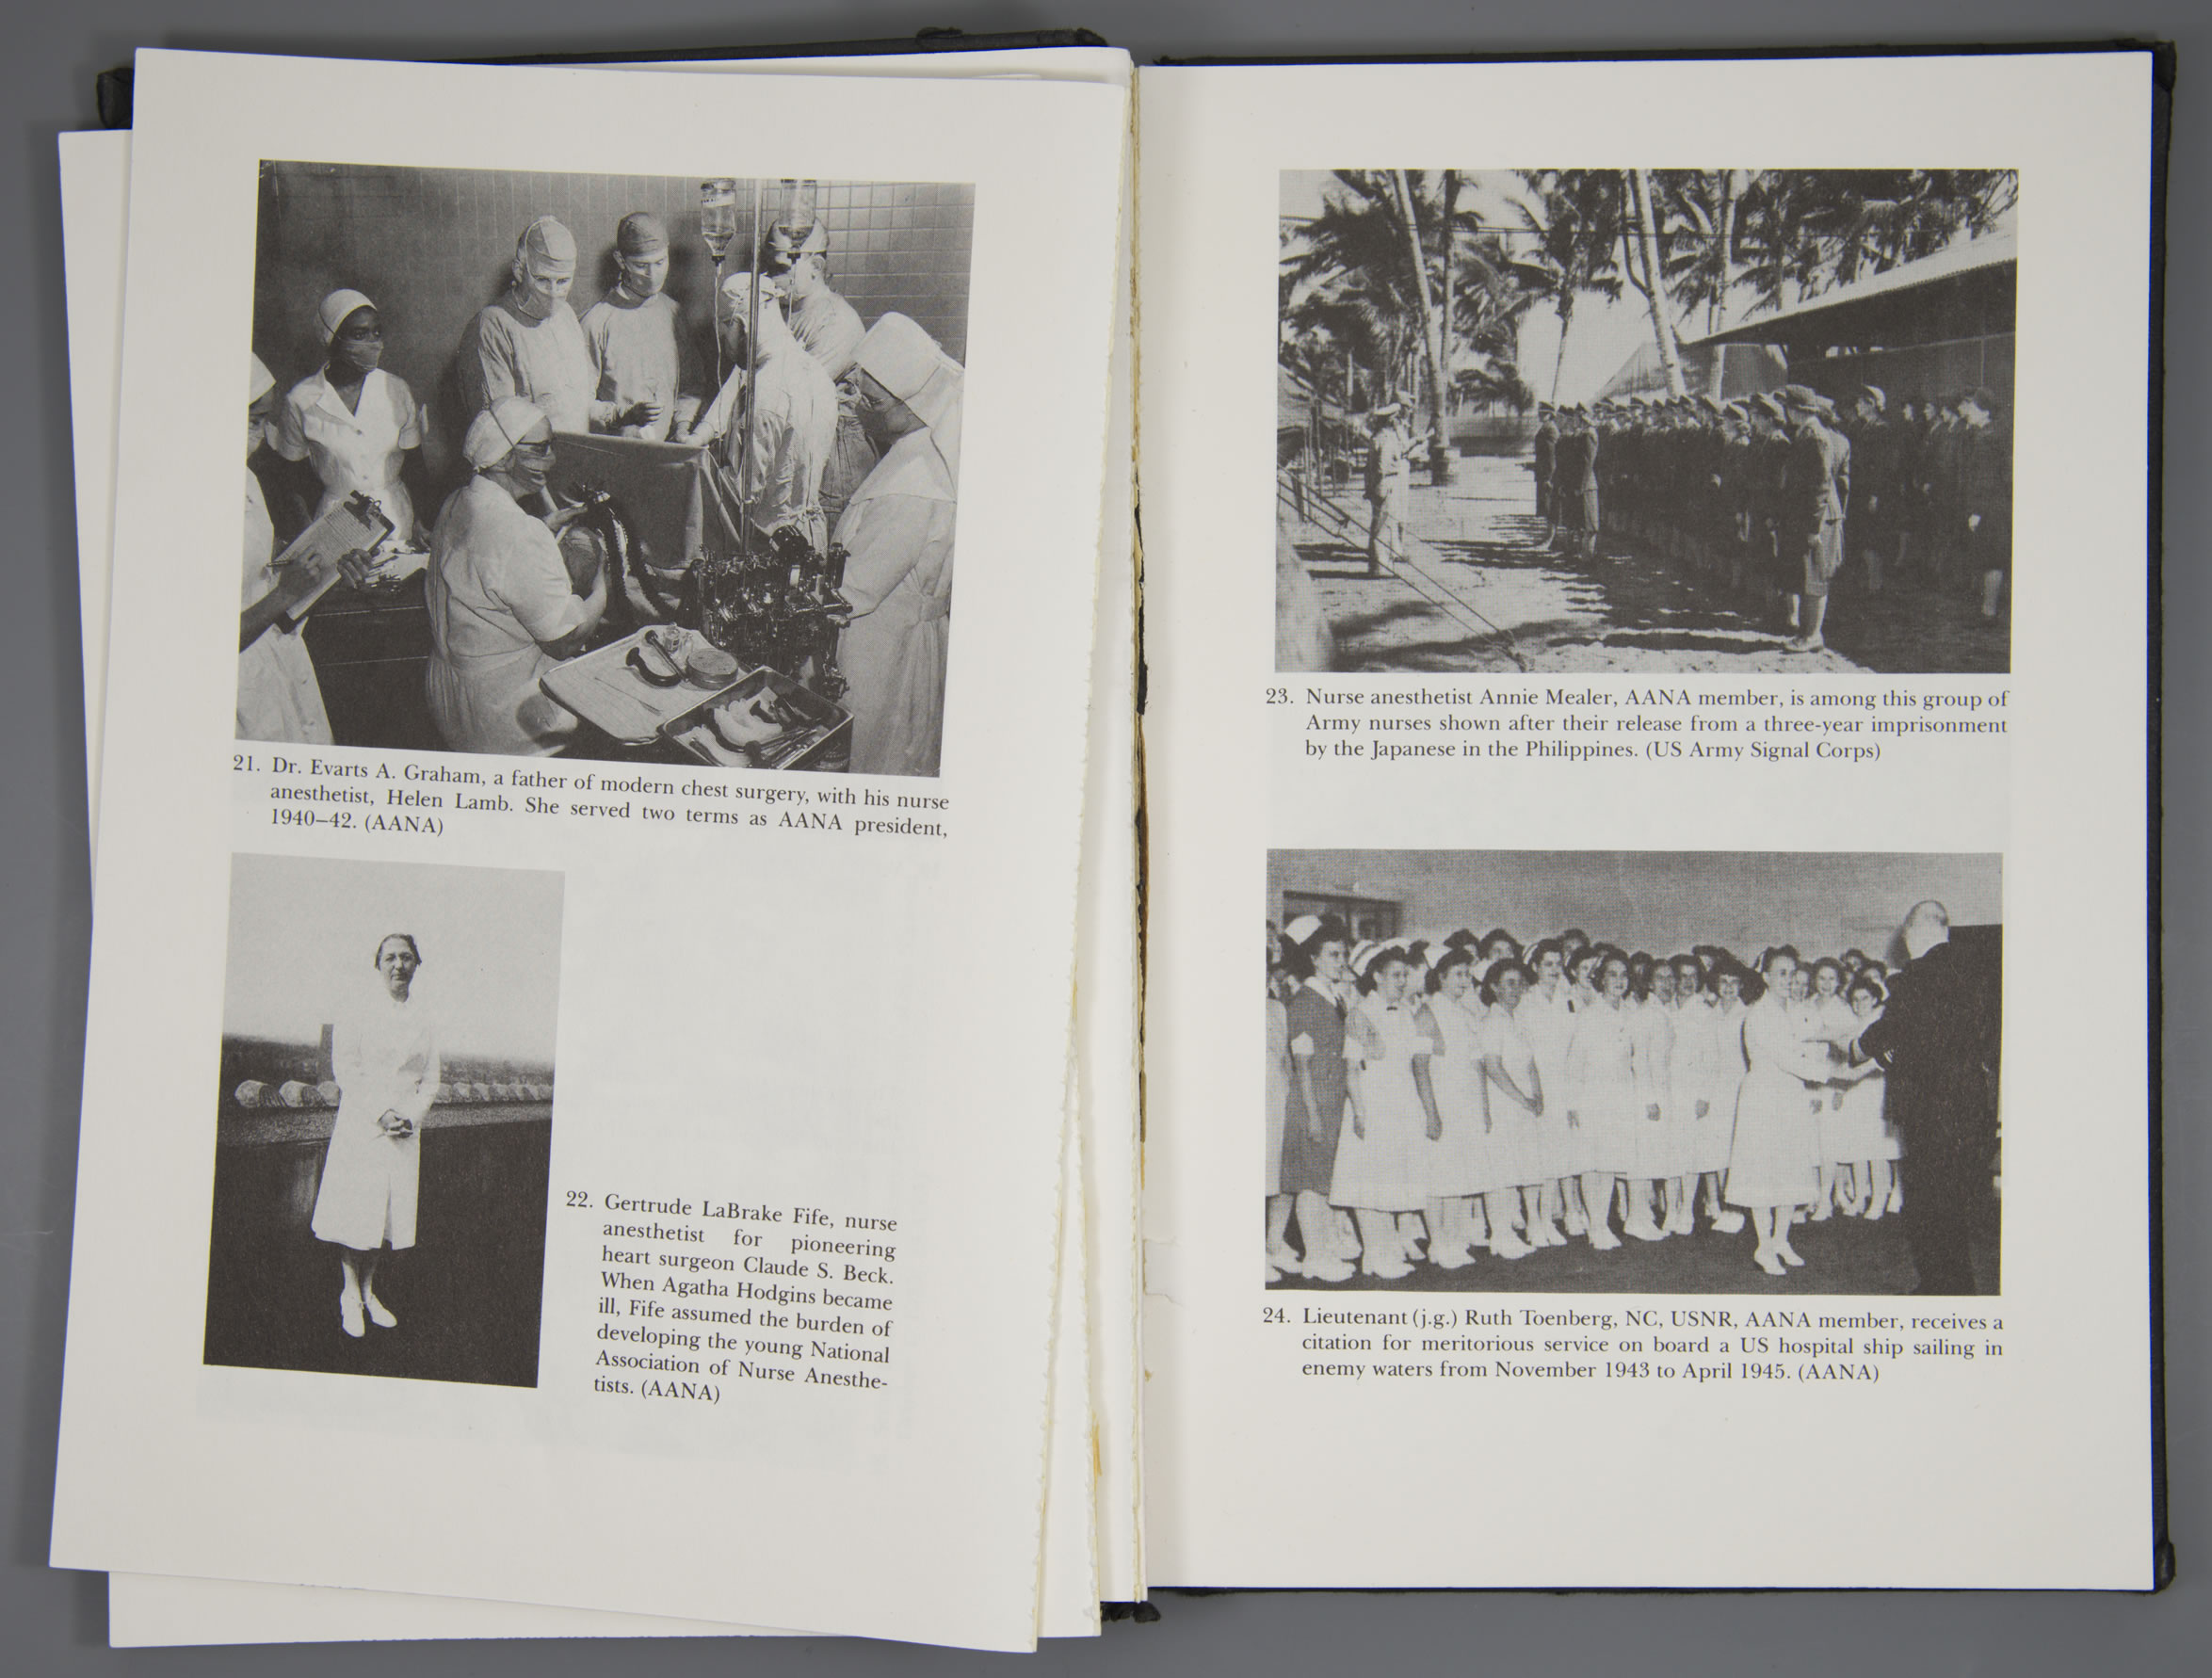 21. Dr. Evarts A. Graham, a father of modern chest surgery, with his nurse
anesthetist, Helen Lamb. She served two terms as AANA president,
1940–42. (AANA)
22. Gertrude LaBrake Fife, nurse
anesthetist for pioneering
heart surgeon Claude S. Beck.
When Agatha Hodgins became
ill, Fife assumed the burden of
developing the young National
Association of Nurse Anesthe-
tists. (AANA)
23. Nurse anesthetist Annie Mealer, AANA member, is among this group of
Army nurses shown after their release from a three-year imprisonment
by the Japanese in the Philippines. (US Army Signal Corps)
24. Lieutenant (j.g.) Ruth Toenberg, NC, USNR, AANA member, receives a
citation for meritorious service on board a US hospital ship sailing in
enemy waters from November 1943 to April 1945. (AANA)